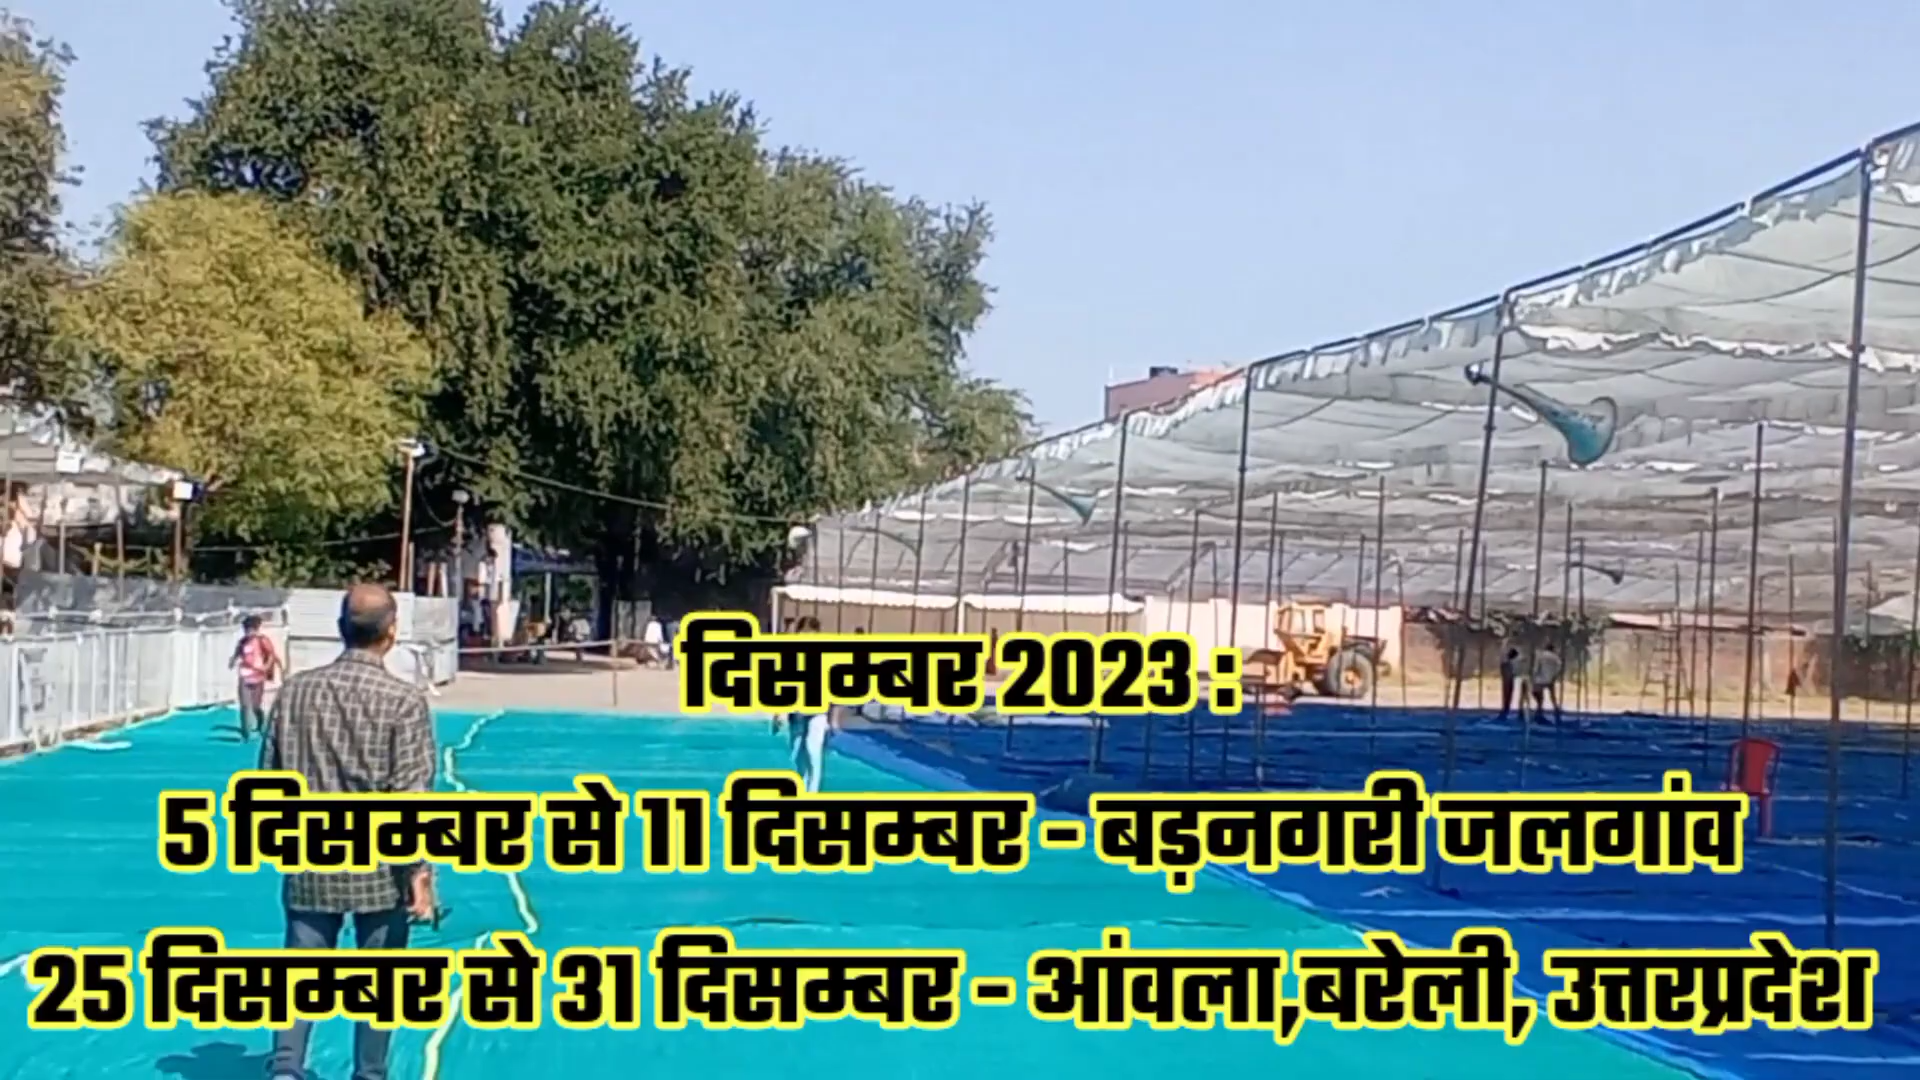 दिसम्बर 2023 :
5 दिसम्बर से 11 दिसम्बर - बड़नगरी जलगांव
25 दिसम्बर से 31 दिसम्बर - आंवला,बरेली, उत्तरप्रदेश